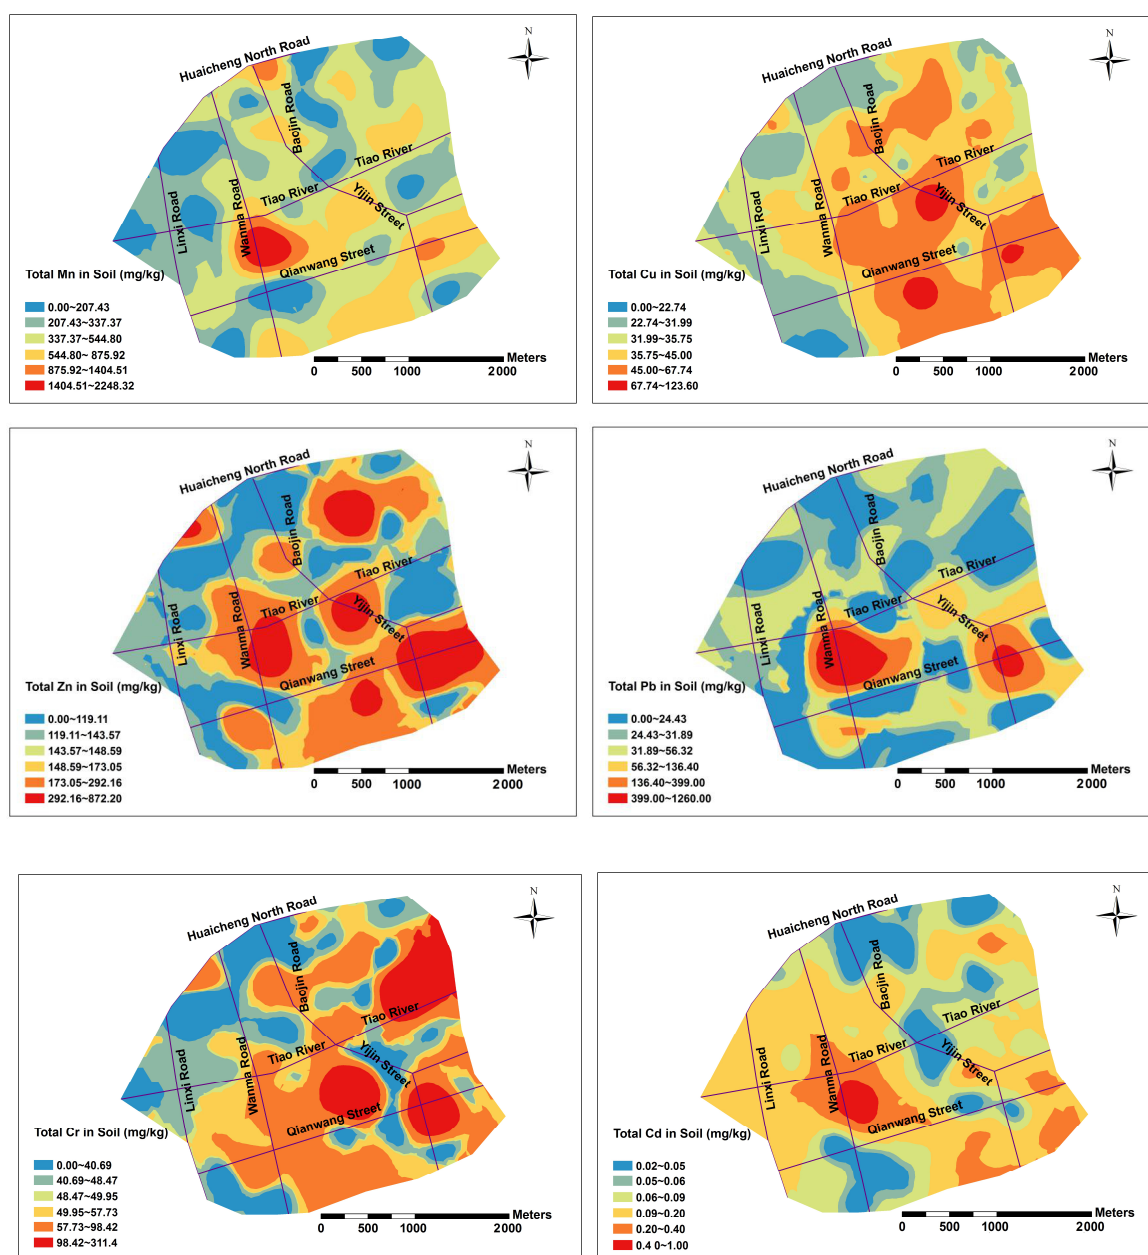 N
Huaicheng North Road
Baojin Road
Tiao River
Tiao River
Yijin Street
Linxi Road
Wanma Road
Qianwang Street
Total Mn in Soil (mg/kg)
0.00~207.43
207.43~337.37
337.37~544.80
544.80~ 875.92
875.92~1404.51
1404.51~2248.32
Meters
0 500 1000 2000
N
Huaicheng North Road
Baojin Road
Tiao River
Tiao River
Yijin Street
Linxi Road
Wanma Road
Qianwang Street
Total Cu in Soil (mg/kg)
0.00~22.74
22.74~31.99
31.99~35.75
35.75~45.00
45.00~67.74
67.74~123.60
Meters
0 250 500 1000 2000
N
Huaicheng North Road
Baojin Road
Tiao River
Tiao River
Yijin Street
Linxi Road
Wanma Road
Qianwang Street
Total Zn in Soil (mg/kg)
0.00~119.11
119.11~143.57
143.57~148.59
148.59~173.05
173.05~292.16
292.16~872.20
Meters
0 500 1000 2000
N
Huaicheng North Road
Baojin Road
Tiao River
Tiao River
Yijin Street
Linxi Road
Wanma Road
Qianwang Street
Total Pb in Soil (mg/kg)
0.00~24.43
24.43~31.89
31.89~56.32
56.32~136.40
136.40~399.00
399.00~1260.00
Meters
0 250 500 1000 2000
N
Huaicheng North Road
Baojin Road
Tiao River
Tiao River
Yijin Street
Linxi Road
Wanma Road
Qianwang Street
Total Cr in Soil (mg/kg)
0.00~40.69
40.69~48.47
48.47~49.95
49.95~57.73
57.73~98.42
98.42~311.4
Meters
0 500 1000 2000
N
Huaicheng North Road
Baojin Road
Tiao River
Tiao River
Yijin Street
Linxi Road
Wanma Road
Qianwang Street
Total Cd in Soil (mg/kg)
0.02~0.05
0.05~0.06
0.06~0.09
0.09~0.20
0.20~0.40
0.4 0~1.00
Meters
0 250 500 1000 2000